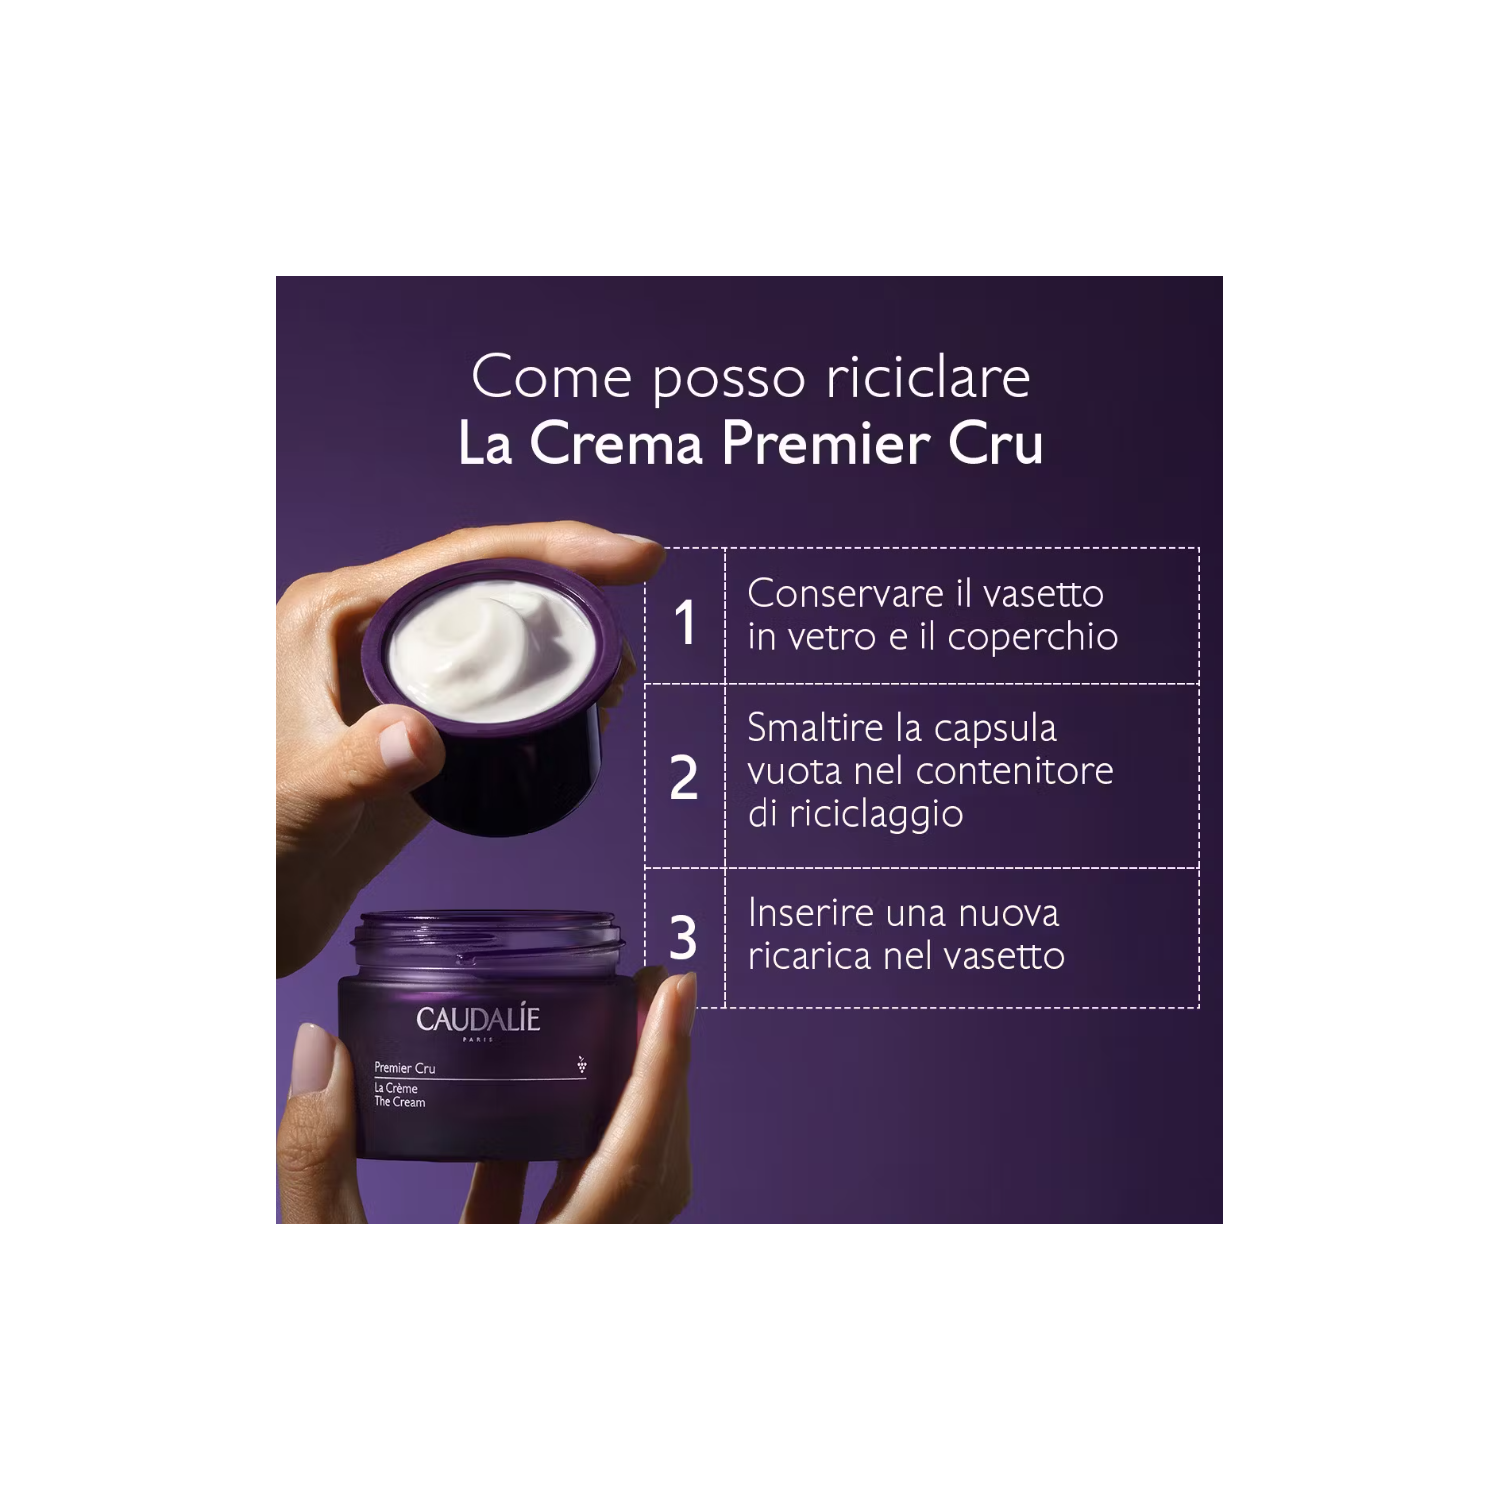 Come posso riciclare
La Crema Premier Cru
1
Conservare il vasetto
in vetro e il coperchio
2
Smaltire la capsula
vuota nel contenitore
di riciclaggio
3
Inserire una nuova
ricarica nel vasetto
CAUDALÍE
PARIS
Premier Cru
La Crème
The Cream